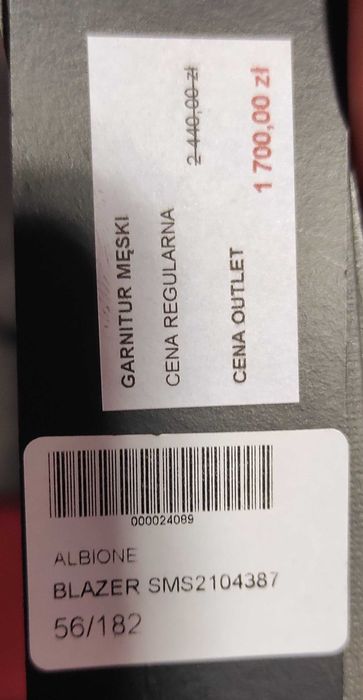 GARNITUR MĘSKI
CENA REGULARNA 2 440,00 zł
CENA OUTLET 1 700,00 zł
000024089
ALBIONE
BLAZER SMS2104387
56/182